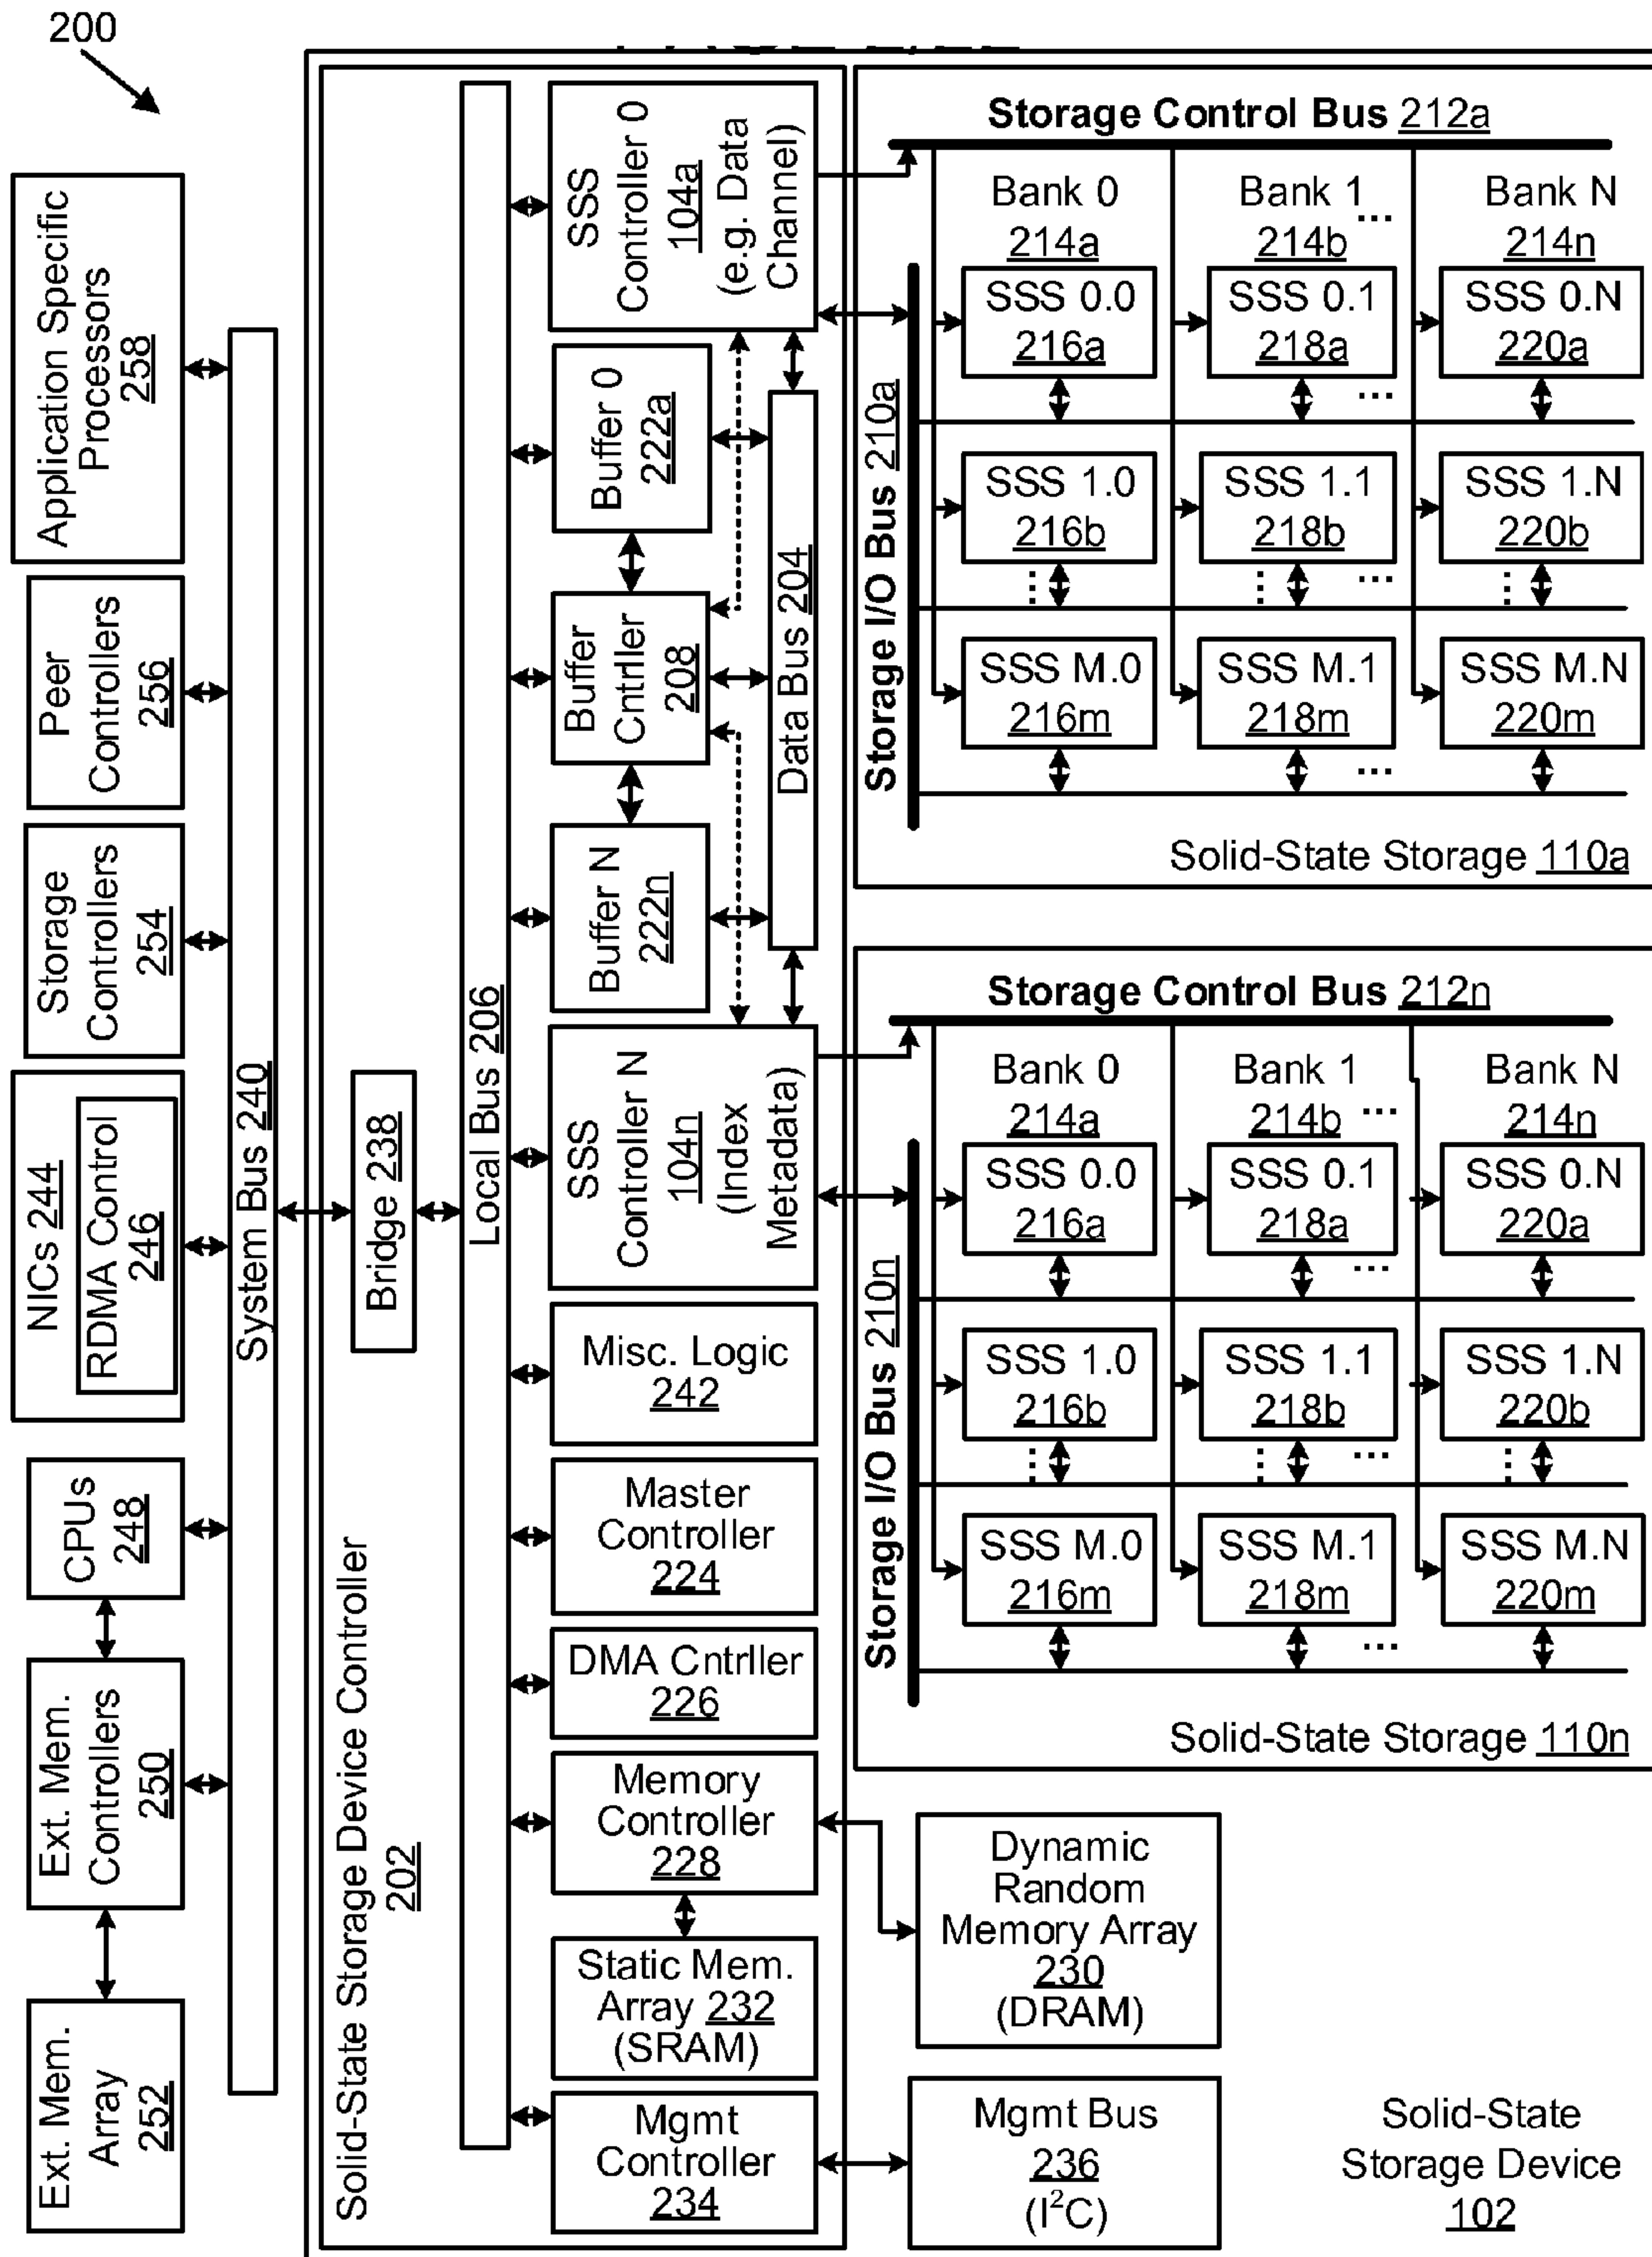 200
Application Specific
Processors
258
Peer
Controllers
256
Storage
Controllers
254
NICs 244
RDMA Control
246
CPUs
248
Ext. Mem.
Controllers
250
Ext. Mem.
Array
252
System Bus 240
Solid-State Storage Device Controller
202
Bridge 238
Local Bus 206
SSS
Controller 0
104a
(e.g. Data
Channel)
Buffer 0
222a
Buffer
Cntrller
208
Buffer N
222n
Data Bus 204
SSS
Controller N
104n
(Index
Metadata)
Misc. Logic
242
Master
Controller
224
DMA Cntrller
226
Memory
Controller
228
Static Mem.
Array 232
(SRAM)
Mgmt
Controller
234
Storage Control Bus 212a
Storage I/O Bus 210a
Bank 0
214a
Bank 1
214b
...
Bank N
214n
SSS 0.0
216a
SSS 0.1
218a
...
SSS 0.N
220a
SSS 1.0
216b
...
SSS 1.1
218b
...
...
SSS 1.N
220b
...
SSS M.0
216m
SSS M.1
218m
...
SSS M.N
220m
Solid-State Storage 110a
Storage Control Bus 212n
Storage I/O Bus 210n
Bank 0
214a
Bank 1
214b
...
Bank N
214n
SSS 0.0
216a
SSS 0.1
218a
...
SSS 0.N
220a
SSS 1.0
216b
...
SSS 1.1
218b
...
...
SSS 1.N
220b
...
SSS M.0
216m
SSS M.1
218m
...
SSS M.N
220m
Solid-State Storage 110n
Dynamic
Random
Memory Array
230
(DRAM)
Mgmt Bus
236
(I²C)
Solid-State
Storage Device
102